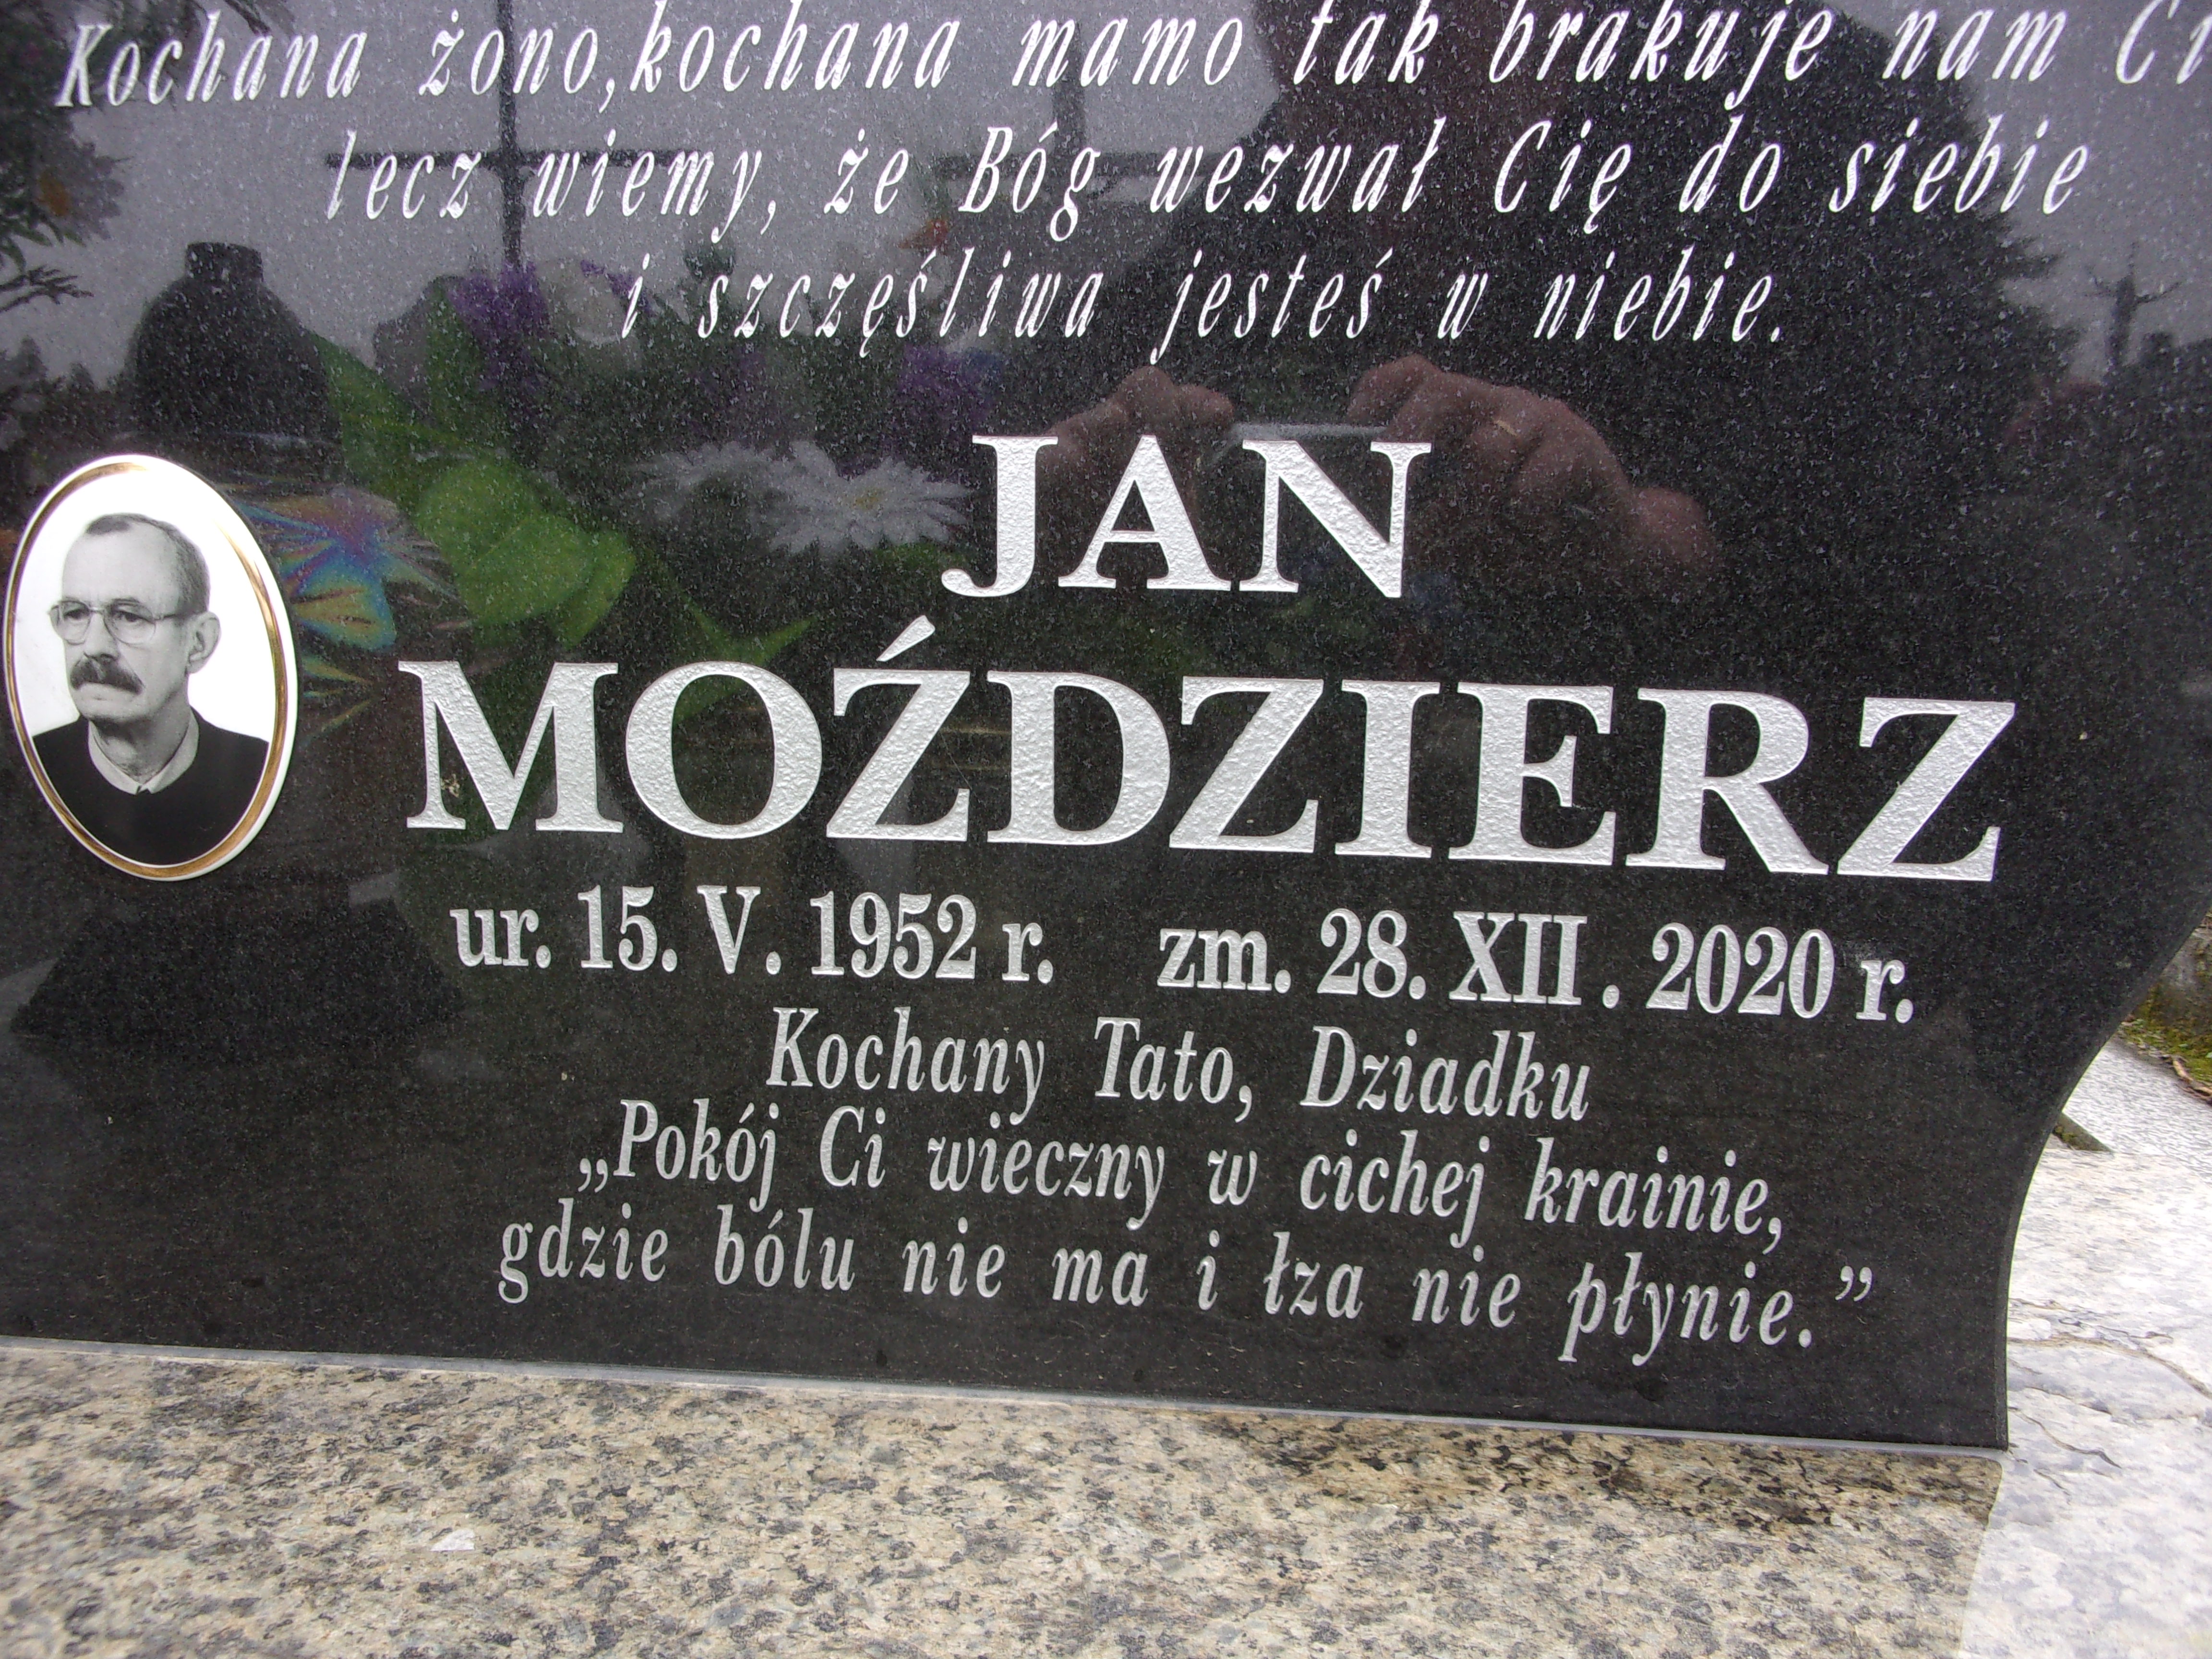 Kochana żono,kochana mamo tak brakuje nam
lecz wiemy, że Bóg wezwał Cię do siebie
i szczęśliwa jesteś w niebie.
JAN
MOŹDZIERZ
ur. 15. V. 1952 r. zm. 28. XII. 2020 r.
Kochany Tato, Dziadku
„Pokój Ci wieczny w cichej krainie,
gdzie bólu nie ma i łza nie płynie.”